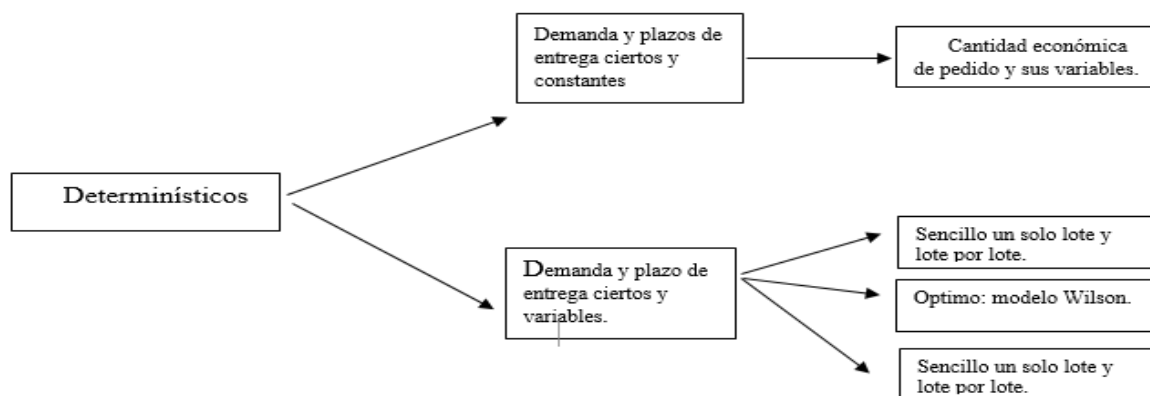 Demanda y plazos de
entrega ciertos y
constantes
Cantidad económica
de pedido y sus variables.
Determinísticos
Demanda y plazo de
entrega ciertos y
variables.
Sencillo un solo lote y
lote por lote.
Optimo: modelo Wilson.
Sencillo un solo lote y
lote por lote.